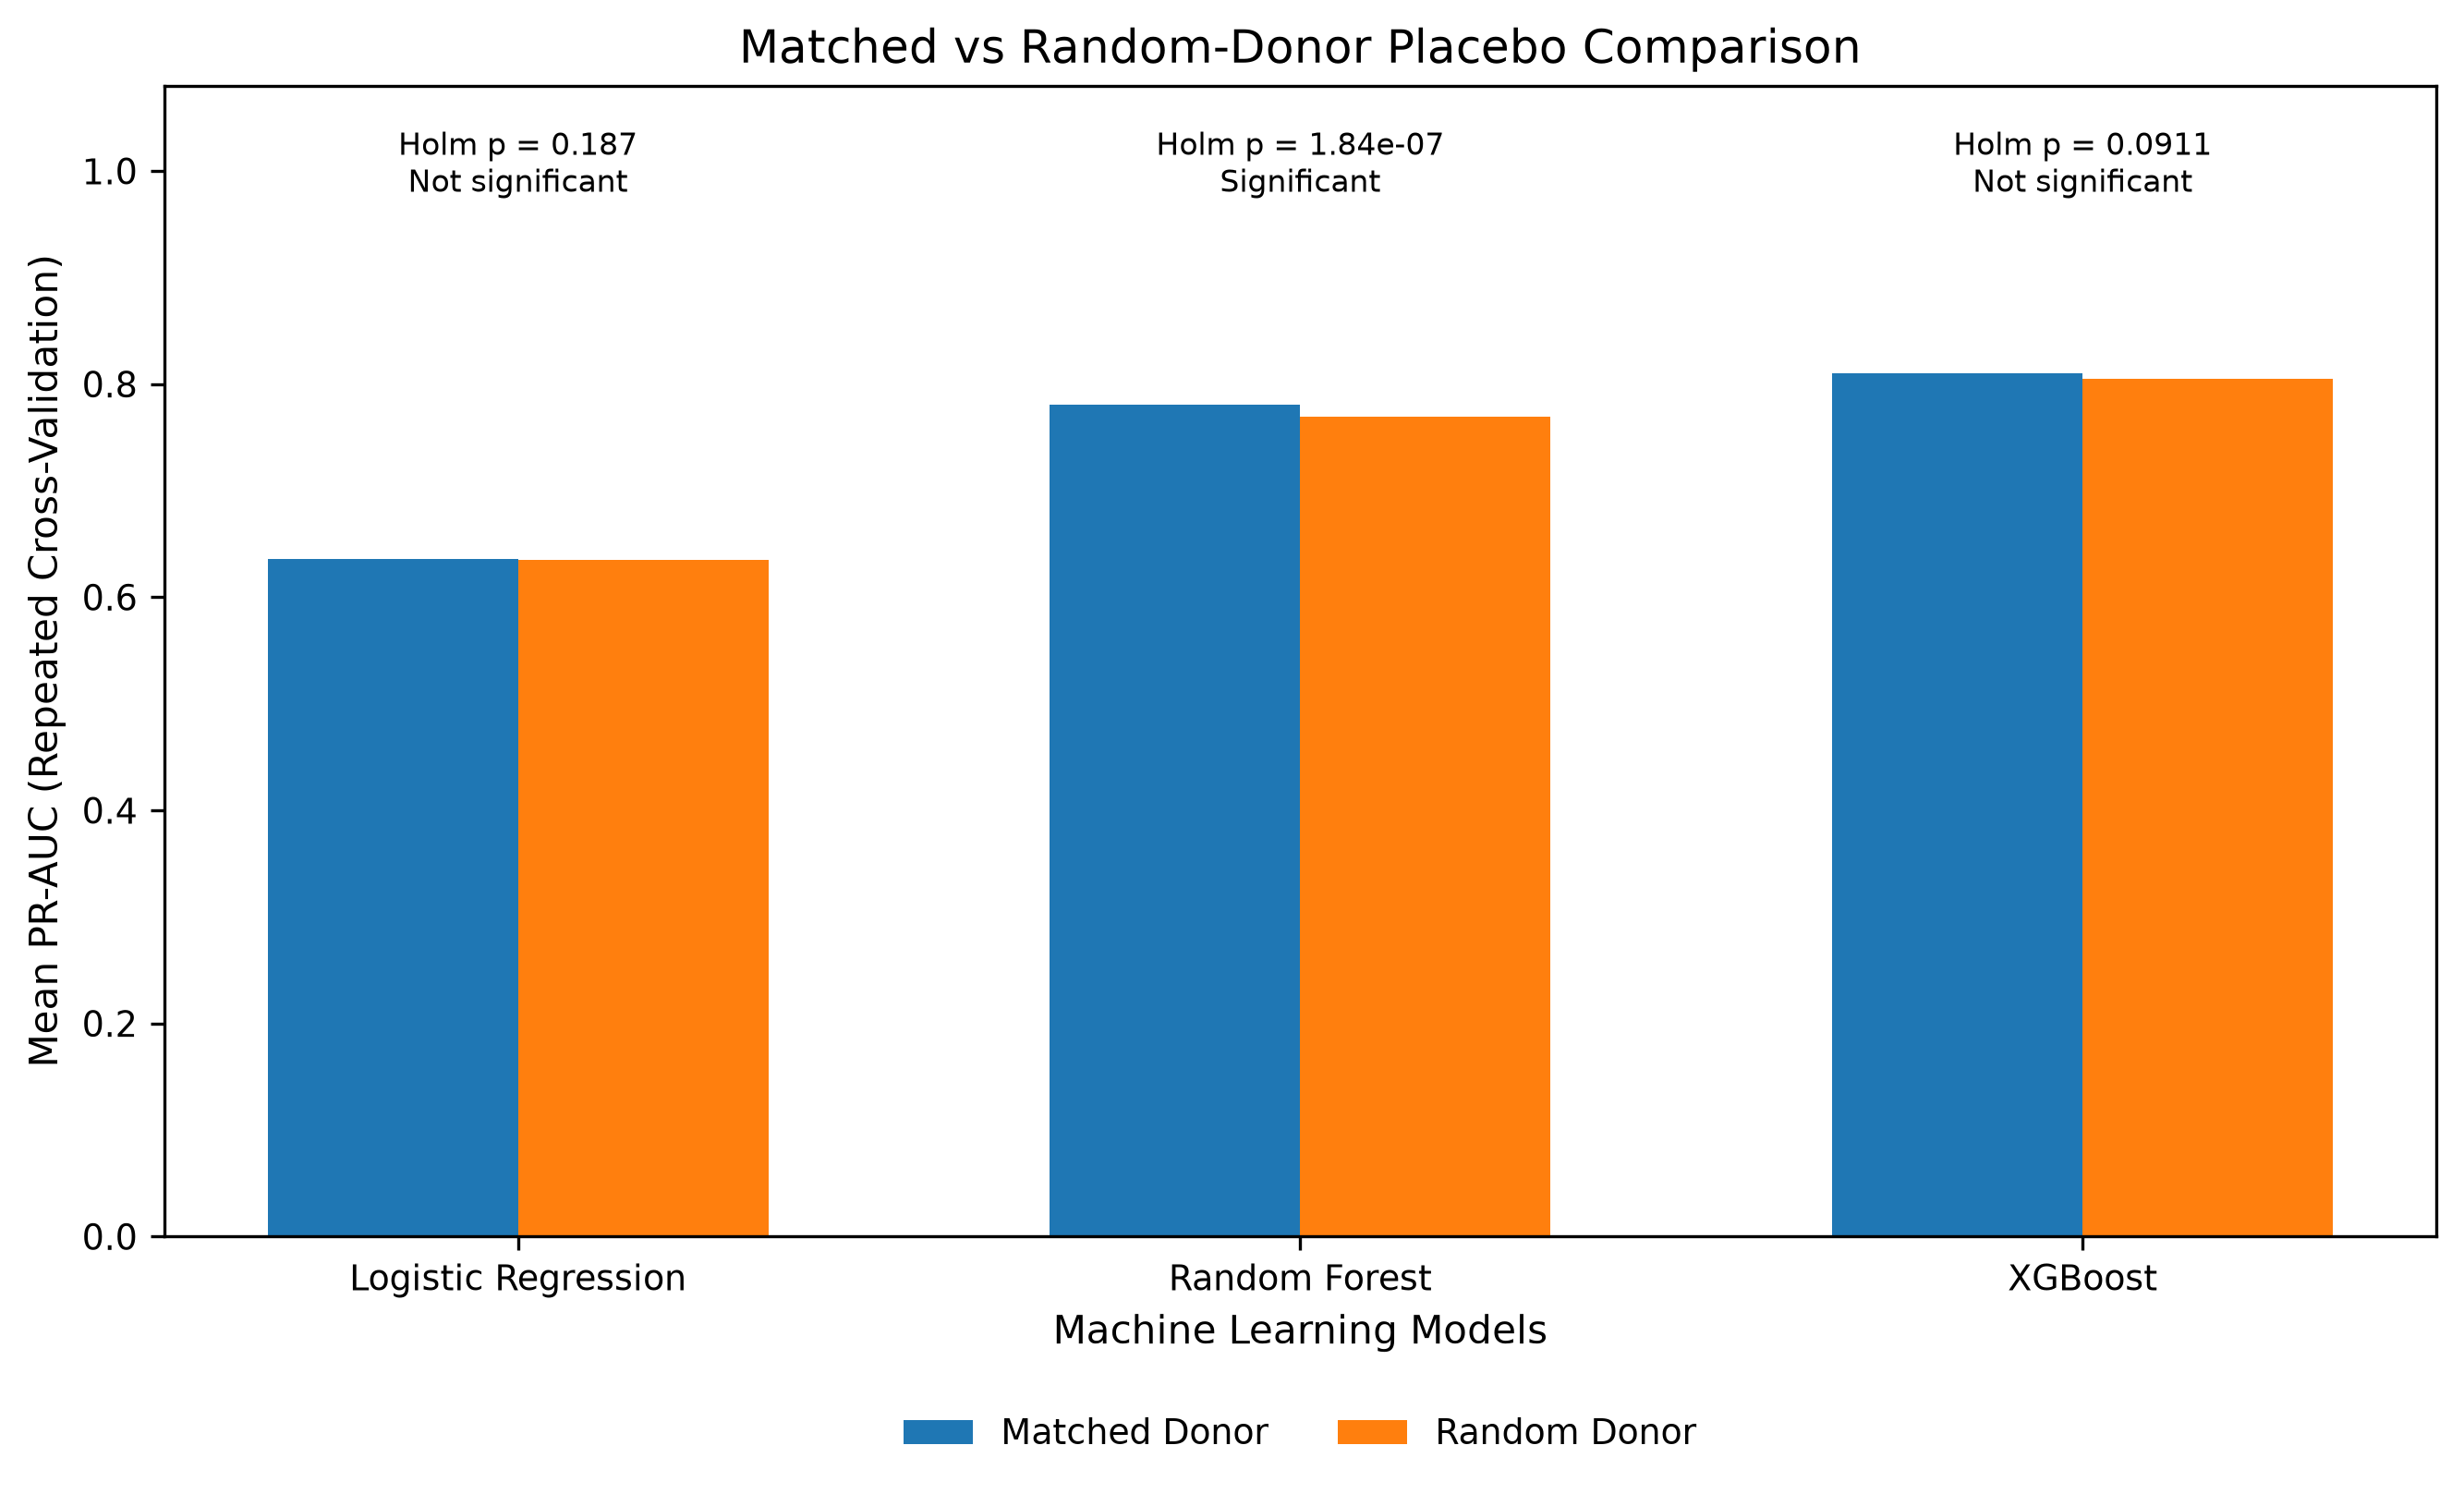 Matched vs Random-Donor Placebo Comparison
Holm p = 0.187
Not significant
Holm p = 1.84e-07
Significant
Holm p = 0.0911
Not significant
Mean PR-AUC (Repeated Cross-Validation)
1.0
0.8
0.6
0.4
0.2
0.0
Logistic Regression
Random Forest
XGBoost
Machine Learning Models
Matched Donor
Random Donor